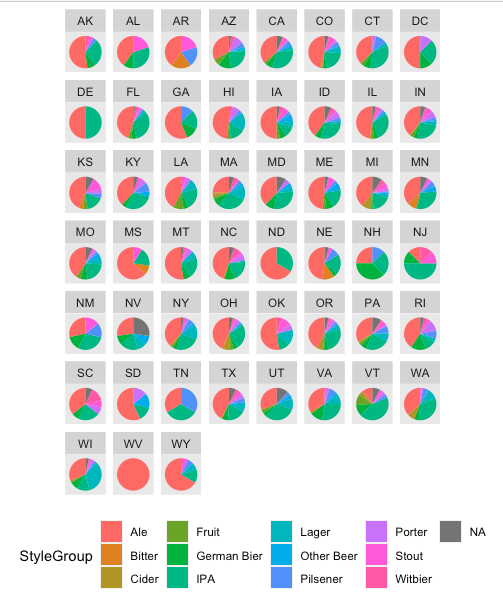 AK AL AR AZ CA CO CT DC
DE FL GA HI IA ID IL IN
KS KY LA MA MD ME MI MN
MO MS MT NC ND NE NH NJ
NM NV NY OH OK OR PA RI
SC SD TN TX UT VA VT WA
WI WV WY
Ale Fruit Lager Porter NA
StyleGroup Bitter German Bier Other Beer Stout
Cider IPA Pilsener Witbier